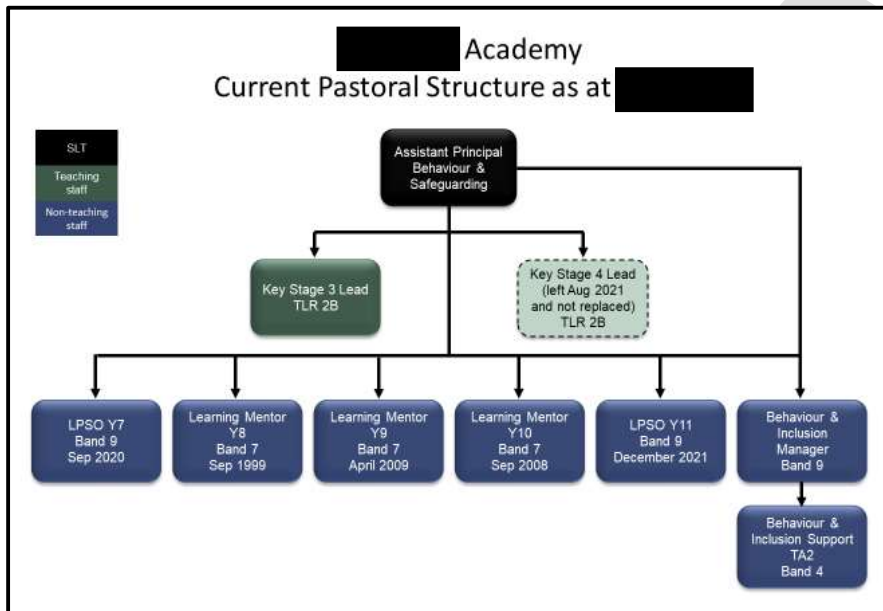 Academy
Current Pastoral Structure as at
SLT
Teaching
staff
Non-teaching
staff
Assistant Principal
Behaviour &
Safeguarding
Key Stage 3 Lead
TLR 2B
Key Stage 4 Lead
(left Aug 2021
and not replaced)
TLR 2B
LPSO Y7
Band 9
Sep 2020
Learning Mentor
Y8
Band 7
Sep 1999
Learning Mentor
Y9
Band 7
April 2009
Learning Mentor
Y10
Band 7
Sep 2008
LPSO Y11
Band 9
December 2021
Behaviour &
Inclusion
Manager
Band 9
Behaviour &
Inclusion Support
TA2
Band 4